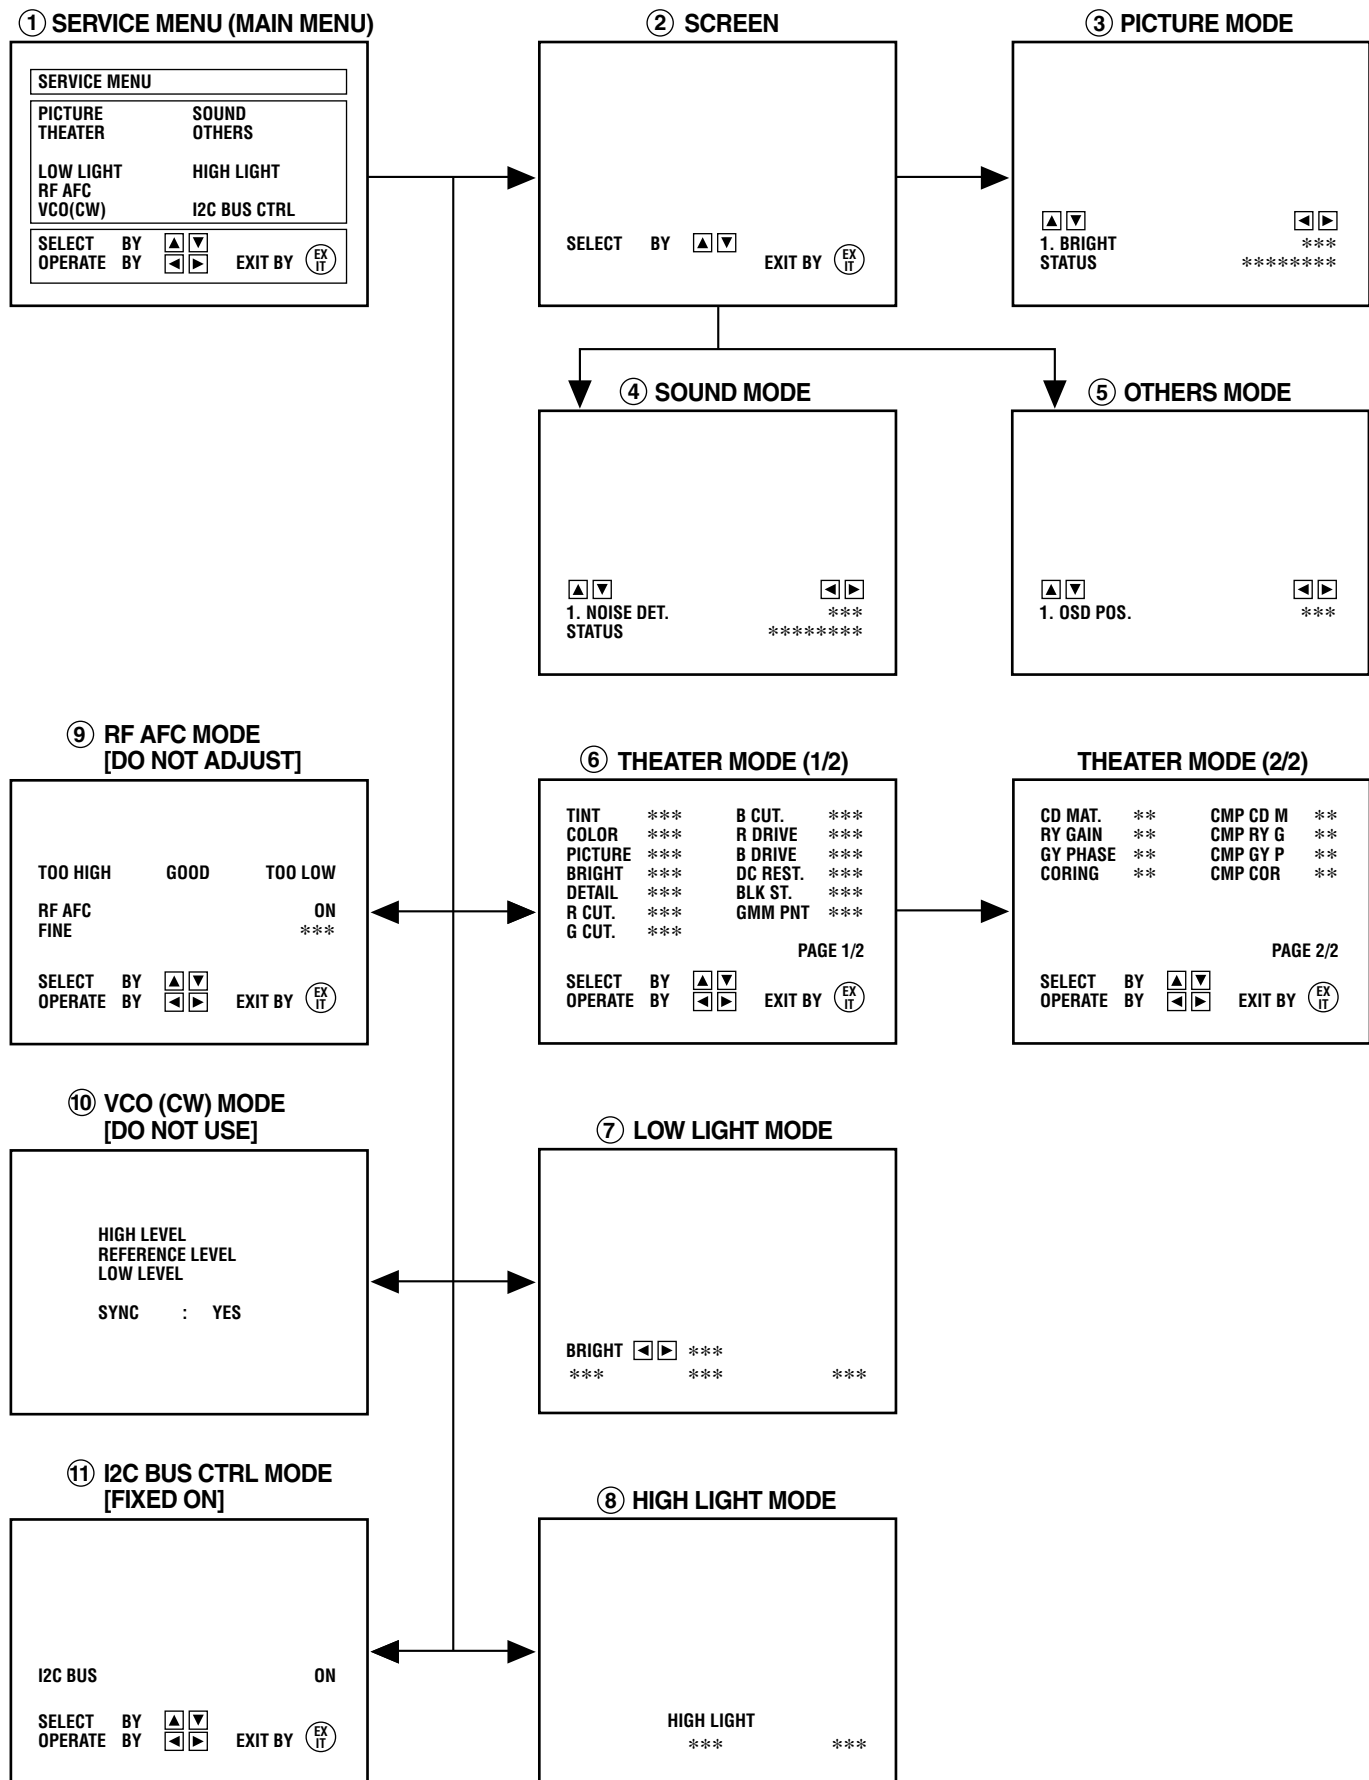 ① SERVICE MENU (MAIN MENU)
SERVICE MENU
PICTURE SOUND
THEATER OTHERS
LOW LIGHT HIGH LIGHT
RF AFC
VCO(CW) I2C BUS CTRL
SELECT BY ▲ ▼
OPERATE BY ◀ ▶ EXIT BY EXIT
② SCREEN
SELECT BY ▲ ▼
EXIT BY EXIT
③ PICTURE MODE
▲ ▼ ◀ ▶
1. BRIGHT ***
STATUS ********
④ SOUND MODE
▲ ▼ ◀ ▶
1. NOISE DET. ***
STATUS ********
⑤ OTHERS MODE
▲ ▼ ◀ ▶
1. OSD POS. ***
⑨ RF AFC MODE
[DO NOT ADJUST]
TOO HIGH GOOD TOO LOW
RF AFC ON
FINE ***
SELECT BY ▲ ▼
OPERATE BY ◀ ▶ EXIT BY EXIT
⑥ THEATER MODE (1/2)
TINT *** B CUT. ***
COLOR *** R DRIVE ***
PICTURE *** B DRIVE ***
BRIGHT *** DC REST. ***
DETAIL *** BLK ST. ***
R CUT. *** GMM PNT ***
G CUT. ***
PAGE 1/2
SELECT BY ▲ ▼
OPERATE BY ◀ ▶ EXIT BY EXIT
THEATER MODE (2/2)
CD MAT. ** CMP CD M **
RY GAIN ** CMP RY G **
GY PHASE ** CMP GY P **
CORING ** CMP COR **
PAGE 2/2
SELECT BY ▲ ▼
OPERATE BY ◀ ▶ EXIT BY EXIT
⑩ VCO (CW) MODE
[DO NOT USE]
HIGH LEVEL
REFERENCE LEVEL
LOW LEVEL
SYNC : YES
⑦ LOW LIGHT MODE
BRIGHT ◀ ▶ ***
*** *** ***
⑪ I2C BUS CTRL MODE
[FIXED ON]
I2C BUS ON
SELECT BY ▲ ▼
OPERATE BY ◀ ▶ EXIT BY EXIT
⑧ HIGH LIGHT MODE
HIGH LIGHT
*** ***